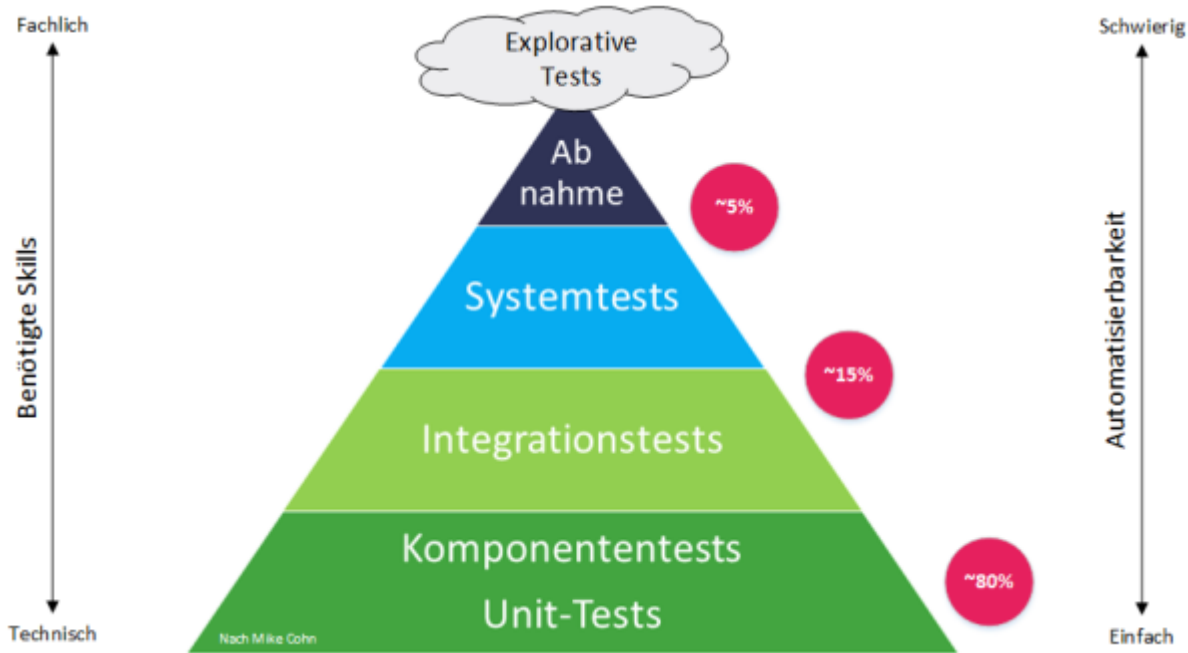 Fachlich
Schwierig
Explorative
Tests
Ab
nahme
~5%
Benötigte Skills
Automatisierbarkeit
Systemtests
~15%
Integrationstests
Komponententests
~80%
Unit-Tests
Technisch
Nach Mike Cohn
Einfach